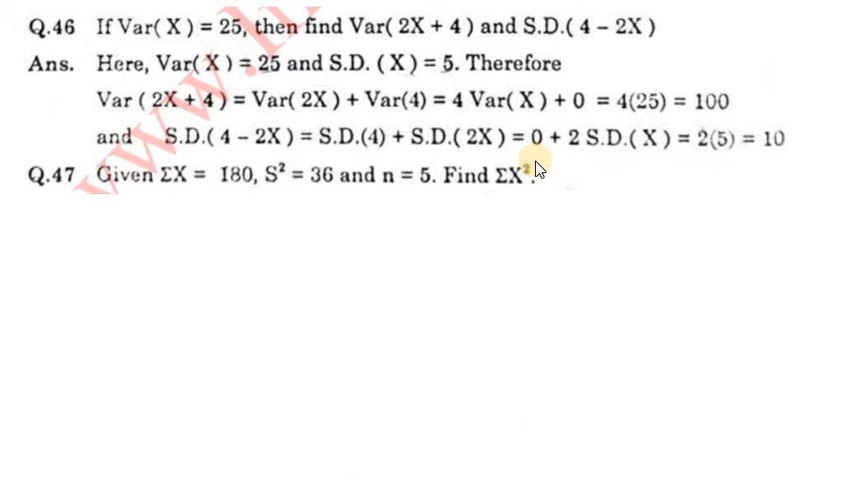 Q.46 If Var( X ) = 25, then find Var( 2X + 4 ) and S.D.( 4 – 2X )
Ans. Here, Var( X ) = 25 and S.D. ( X ) = 5. Therefore
Var ( 2X + 4 ) = Var( 2X ) + Var(4) = 4 Var( X ) + 0 = 4(25) = 100
and S.D.( 4 – 2X ) = S.D.(4) + S.D.( 2X ) = 0 + 2 S.D.( X ) = 2(5) = 10
Q.47 Given ΣX = 180, S² = 36 and n = 5. Find ΣX².
www.